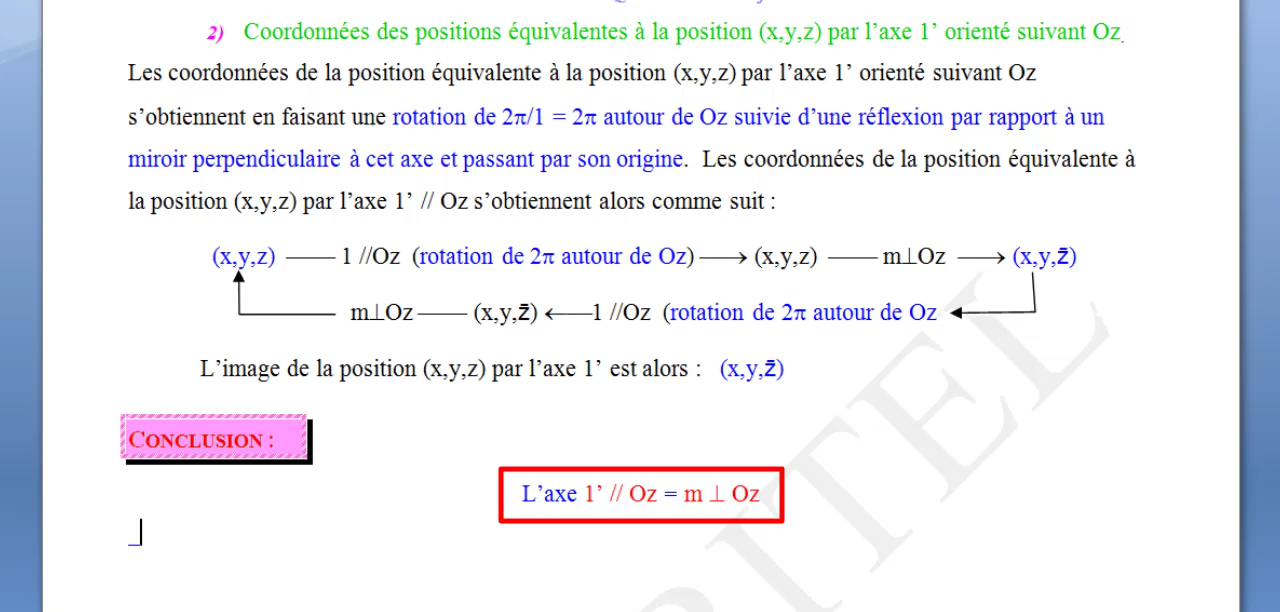 2) Coordonnées des positions équivalentes à la position (x,y,z) par l’axe 1’ orienté suivant Oz.
Les coordonnées de la position équivalente à la position (x,y,z) par l’axe 1’ orienté suivant Oz
s’obtiennent en faisant une rotation de 2π/1 = 2π autour de Oz suivie d’une réflexion par rapport à un
miroir perpendiculaire à cet axe et passant par son origine. Les coordonnées de la position équivalente à
la position (x,y,z) par l’axe 1’ // Oz s’obtiennent alors comme suit :
(x,y,z) —— 1 //Oz (rotation de 2π autour de Oz) ⟶ (x,y,z) —— m⊥Oz ⟶ (x,y,z̄)
m⊥Oz —— (x,y,z̄) ⟵ 1 //Oz (rotation de 2π autour de Oz
L’image de la position (x,y,z) par l’axe 1’ est alors : (x,y,z̄)
CONCLUSION :
L’axe 1’ // Oz = m ⊥ Oz